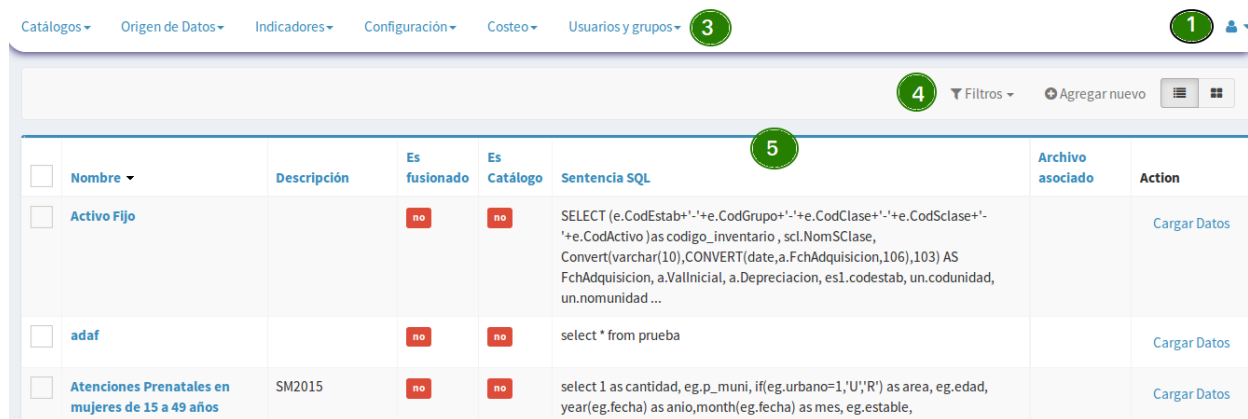 Catálogos Origen de Datos Indicadores Configuración Costeo Usuarios y grupos 3 1
4 Filtros Agregar nuevo
5
Nombre Descripción Es fusionado Es Catálogo Sentencia SQL Archivo asociado Action
Activo Fijo no no SELECT (e.CodEstab+'-'+e.CodGrupo+'-'+e.CodClase+'-'+e.CodSclase+'-
'+e.CodActivo )as codigo_inventario , scl.NomSClase,
Convert(varchar(10),CONVERT(date,a.FchAdquisicion,106),103) AS
FchAdquisicion, a.ValInicial, a.Depreciacion, es1.codestab, un.codunidad,
un.nomunidad ...
Cargar Datos
adaf no no select * from prueba Cargar Datos
Atenciones Prenatales en
mujeres de 15 a 49 años
SM2015 no no select 1 as cantidad, eg.p_muni, if(eg.urbano=1,'U','R') as area, eg.edad,
year(eg.fecha) as anio,month(eg.fecha) as mes, eg.estable,
Cargar Datos